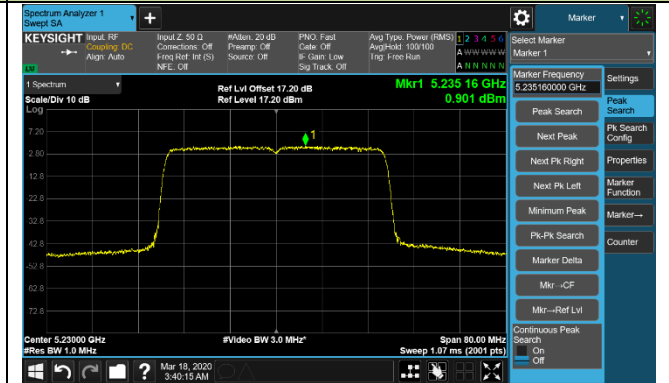 Spectrum Analyzer 1
Swept SA
Marker
KEYSIGHT
Input: RF
Coupling: DC
Align: Auto
Input Z: 50 Ω
Corrections: Off
Freq Ref: Int (S)
NFE: Off
#Atten: 20 dB
Preamp: Off
Source: Off
PNO: Fast
Gate: Off
IF Gain: Low
Sig Track: Off
Avg Type: Power (RMS)
Avg|Hold: 100/100
Trig: Free Run
1 2 3 4 5 6
A W W W W W
A N N N N N
Select Marker
Marker 1
LXI
1 Spectrum
Scale/Div 10 dB
Ref Lvl Offset 17.20 dB
Ref Level 17.20 dBm
Mkr1 5.235 16 GHz
0.901 dBm
Log
7.20
-2.80
-12.8
-22.8
-32.8
-42.8
-52.8
-62.8
-72.8
1
Center 5.23000 GHz
#Res BW 1.0 MHz
#Video BW 3.0 MHz*
Span 80.00 MHz
Sweep 1.07 ms (2001 pts)
Marker Frequency
5.235160000 GHz
Peak Search
Next Peak
Next Pk Right
Next Pk Left
Minimum Peak
Pk-Pk Search
Marker Delta
Mkr→CF
Mkr→Ref Lvl
Continuous Peak
Search
On
Off
Settings
Peak
Search
Pk Search
Config
Properties
Marker
Function
Marker→
Counter
?
Mar 18, 2020
3:40:15 AM